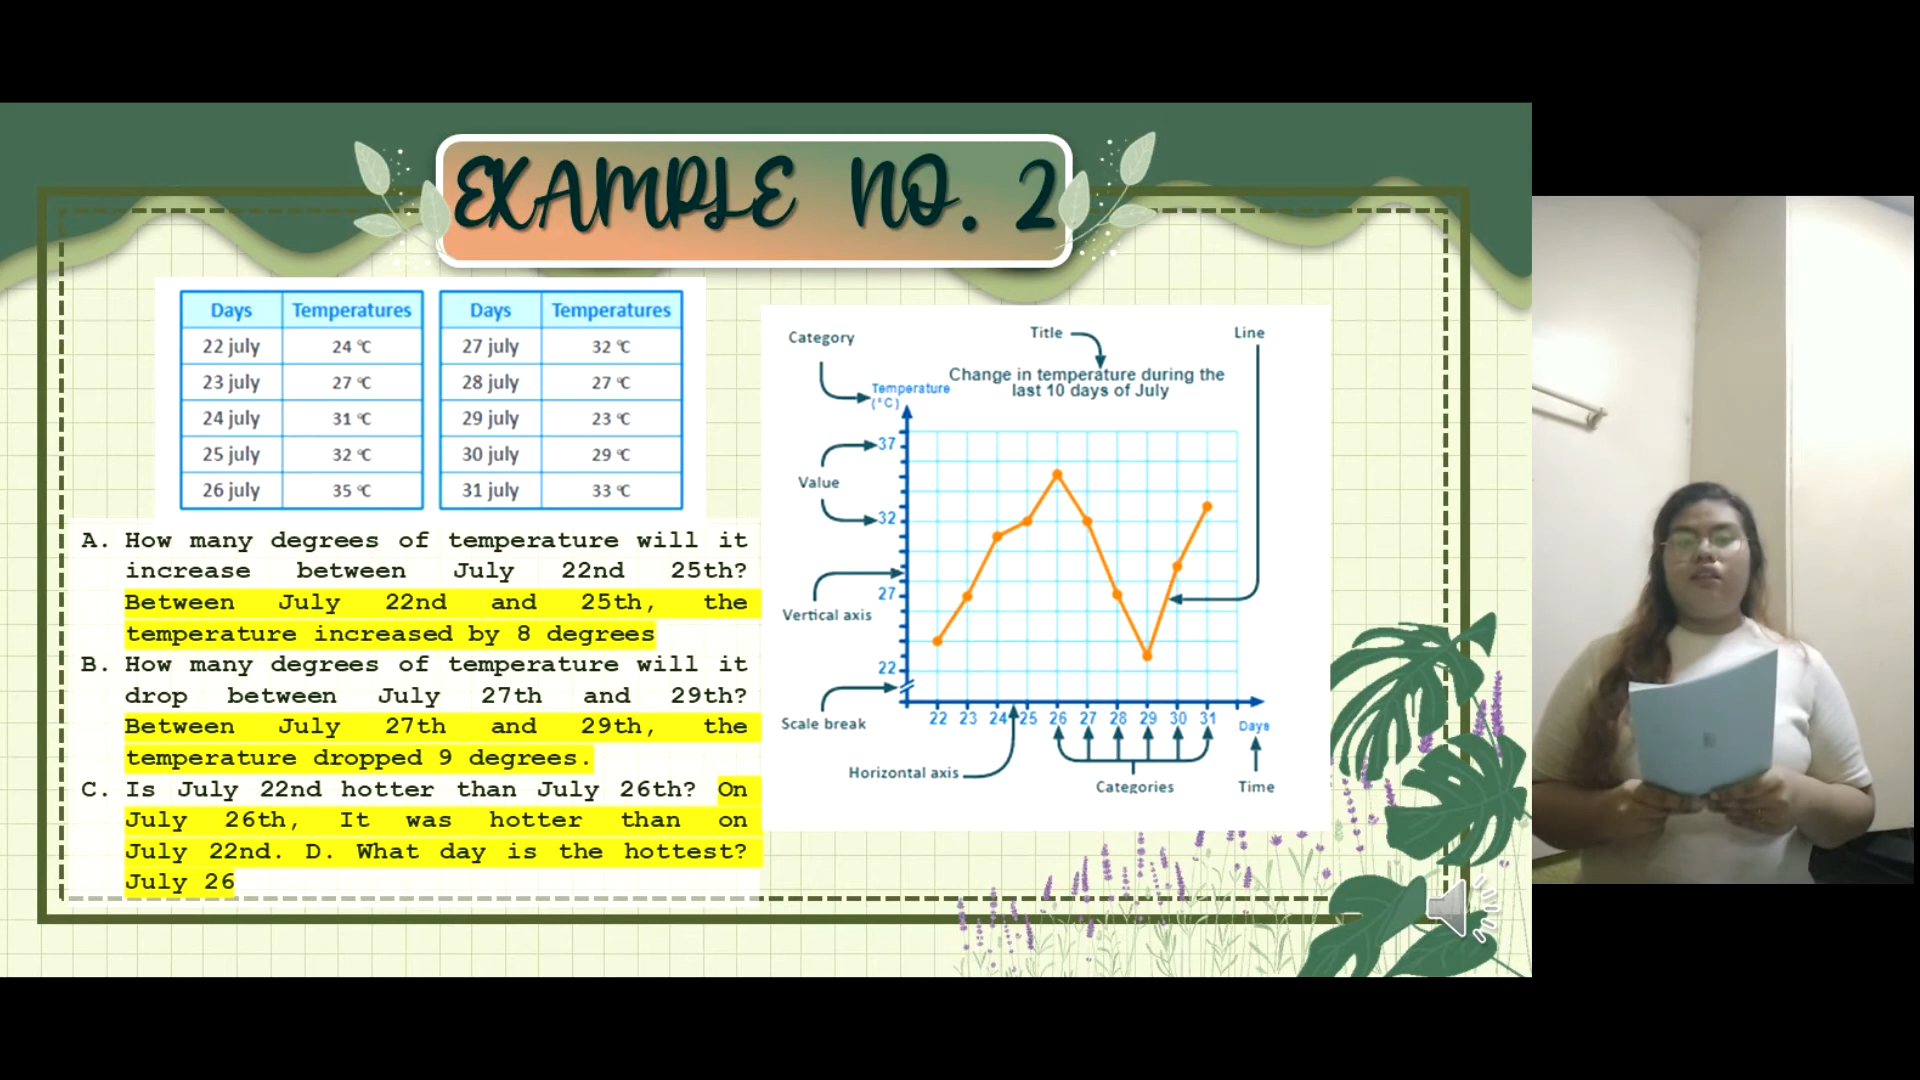 EXAMPLE NO. 2
Days Temperatures
22 july 24 °C
23 july 27 °C
24 july 31 °C
25 july 32 °C
26 july 35 °C
Days Temperatures
27 july 32 °C
28 july 27 °C
29 july 23 °C
30 july 29 °C
31 july 33 °C
A. How many degrees of temperature will it
increase between July 22nd 25th?
Between July 22nd and 25th, the
temperature increased by 8 degrees
B. How many degrees of temperature will it
drop between July 27th and 29th?
Between July 27th and 29th, the
temperature dropped 9 degrees.
C. Is July 22nd hotter than July 26th? On
July 26th, It was hotter than on
July 22nd. D. What day is the hottest?
July 26
Category
Title
Line
Change in temperature during the
last 10 days of July
Temperature
(°C)
37
Value
32
27
Vertical axis
22
Scale break
22 23 24 25 26 27 28 29 30 31 Days
Horizontal axis
Categories
Time